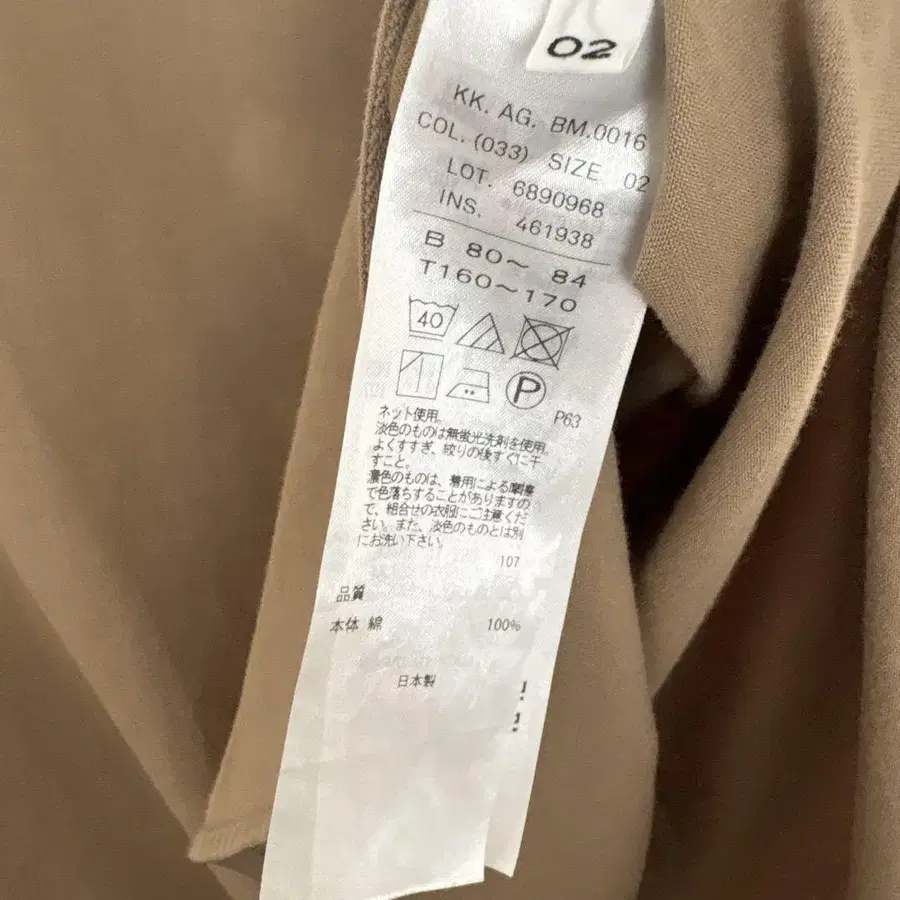 02
KK. AG. BM.0016
COL. (033) SIZE 02
LOT. 6890968
INS. 461938
B 80～ 84
T160～170
40
P
P63
ネット使用。
淡色のものは無蛍光洗剤を使用。
よくすすぎ、絞りの後すぐに干
すこと。
濃色のものは、着用による摩擦
で色落ちすることがありますの
で、組合せの衣服にご注意くだ
さい。また、淡色のものとは別
にお洗い下さい。
107
品質
本体 綿 100%
日本製